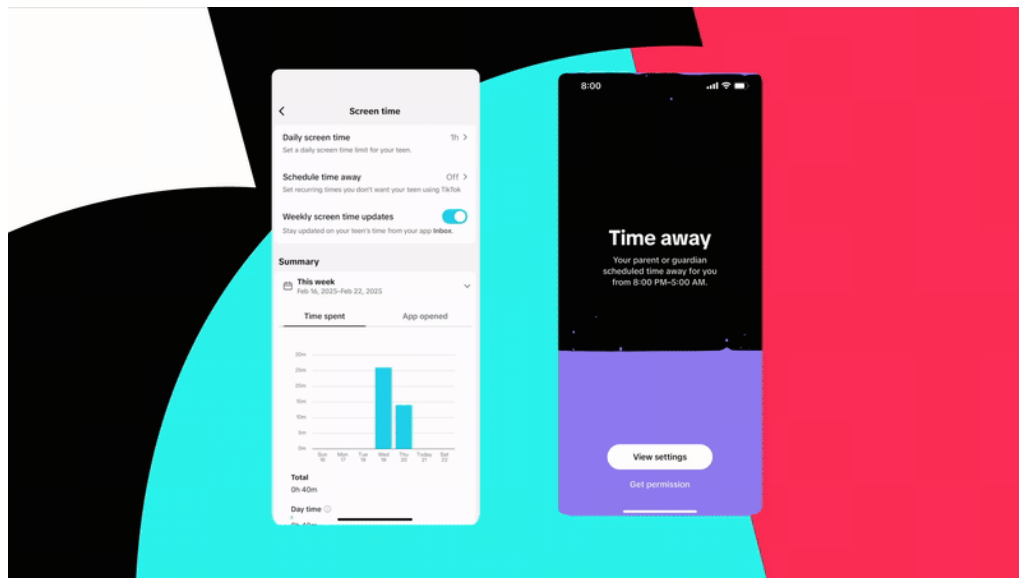 Screen time
Daily screen time
1h
Set a daily screen time limit for your teen.
Schedule time away
Off
Set recurring times you don't want your teen using TikTok
Weekly screen time updates
Stay updated on your teen's time from your app Inbox.
Summary
This week
Feb 16, 2025-Feb 22, 2025
Time spent
App opened
30m
25m
20m
15m
10m
5m
0m
Sun Mon Tue Wed Thu Today Sat
16 17 18 19 20 21 22
Total
0h 40m
Day time
0h 40m
8:00
Time away
Your parent or guardian
scheduled time away for you
from 8:00 PM–5:00 AM.
View settings
Get permission